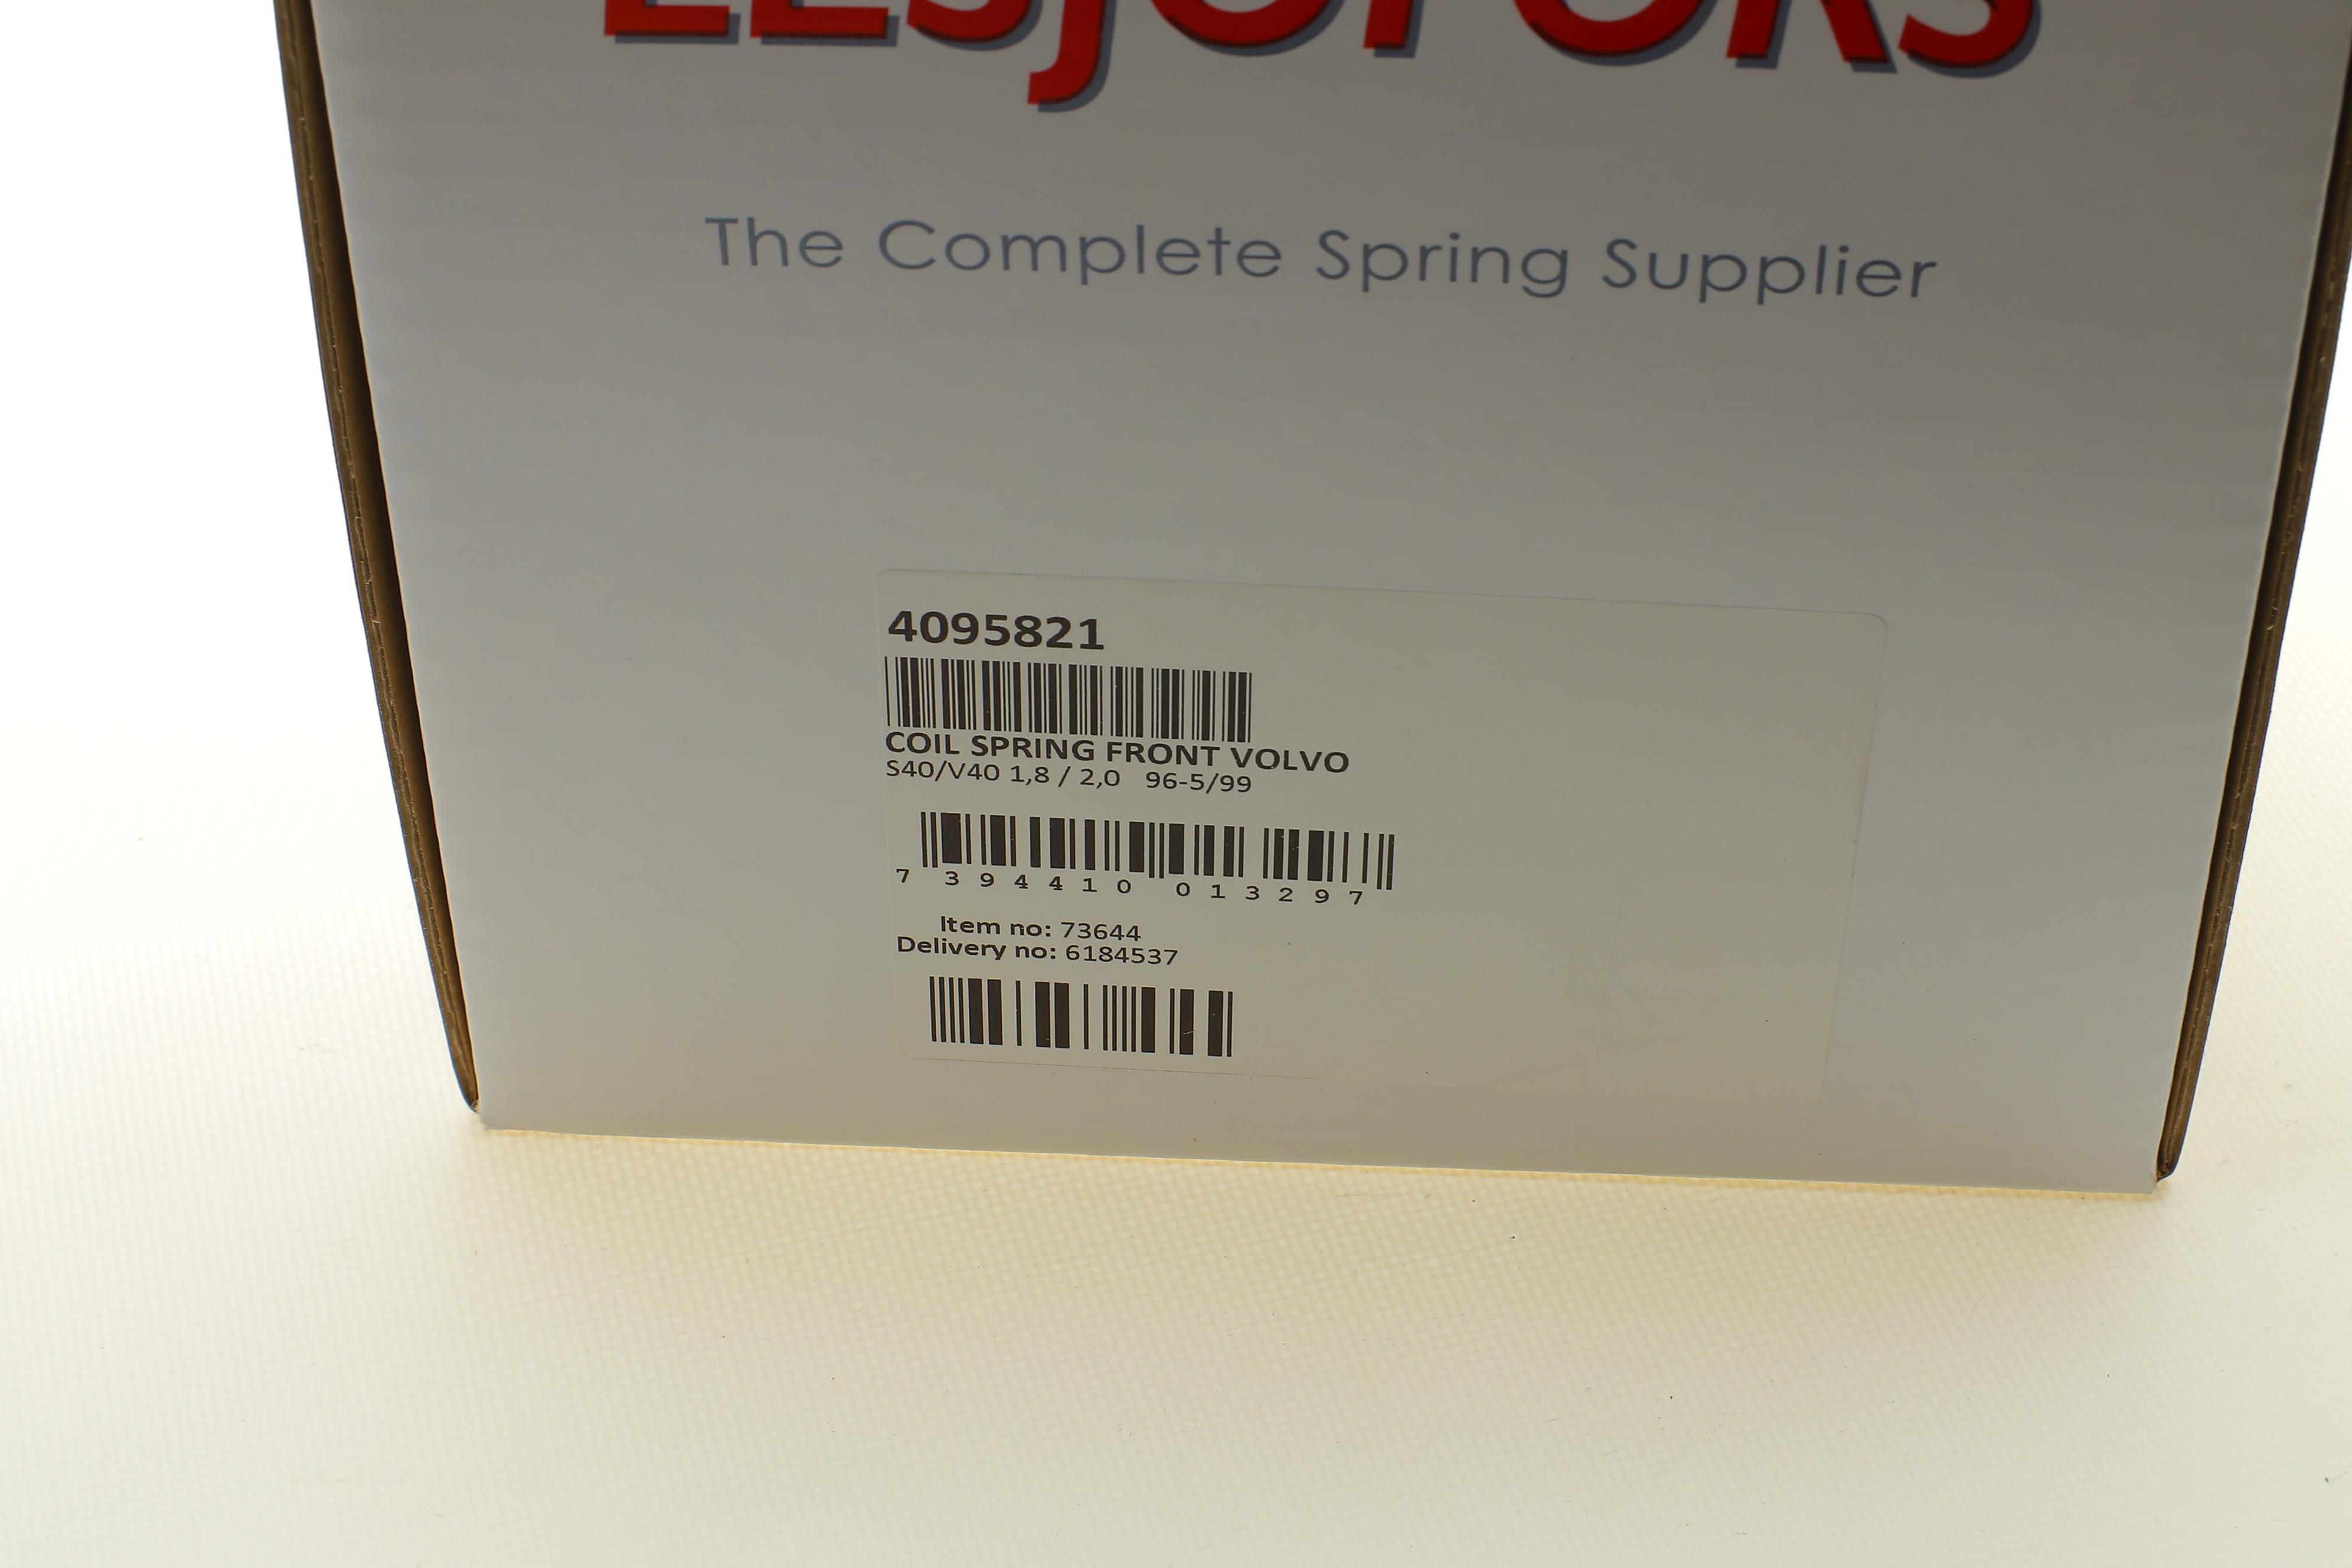 LESJÖFORS
The Complete Spring Supplier
4095821
COIL SPRING FRONT VOLVO
S40/V40 1,8 / 2,0 96-5/99
7 394410 013297
Item no: 73644
Delivery no: 6184537